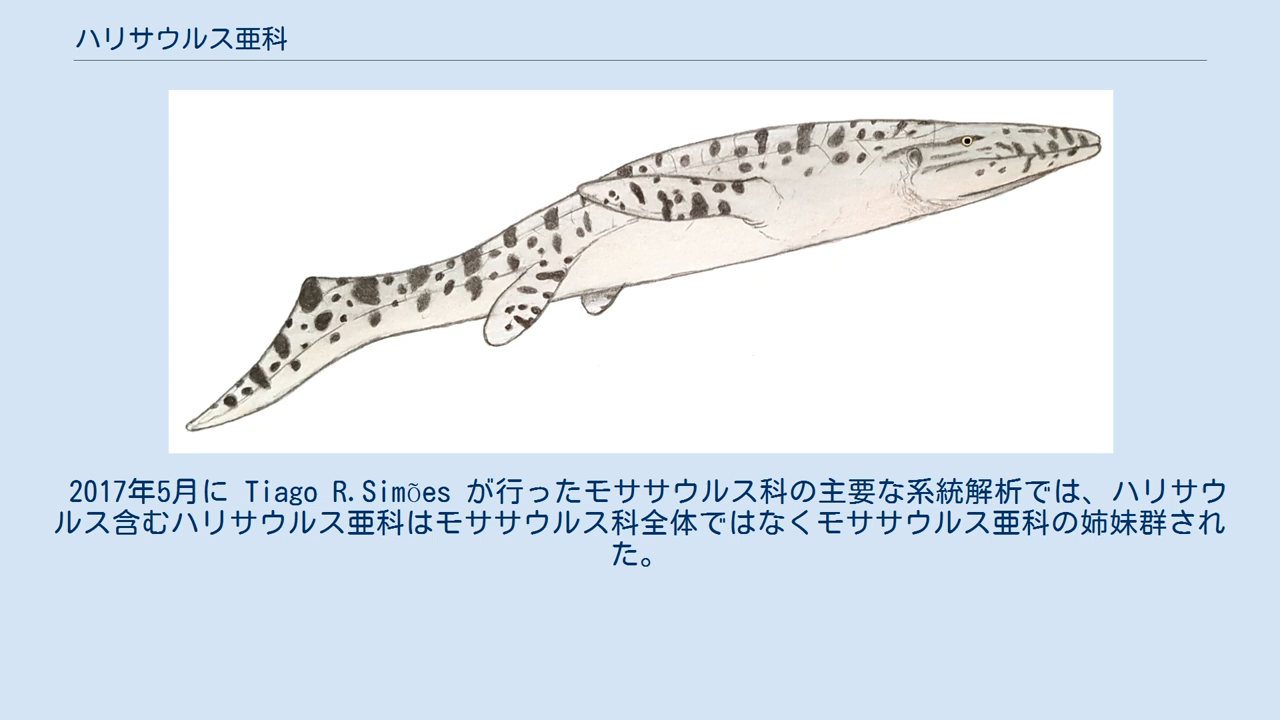 ハリサウルス亜科
2017年5月に Tiago R.Simões が行ったモササウルス科の主要な系統解析では、ハリサウ
ルス含むハリサウルス亜科はモササウルス科全体ではなくモササウルス亜科の姉妹群され
た。